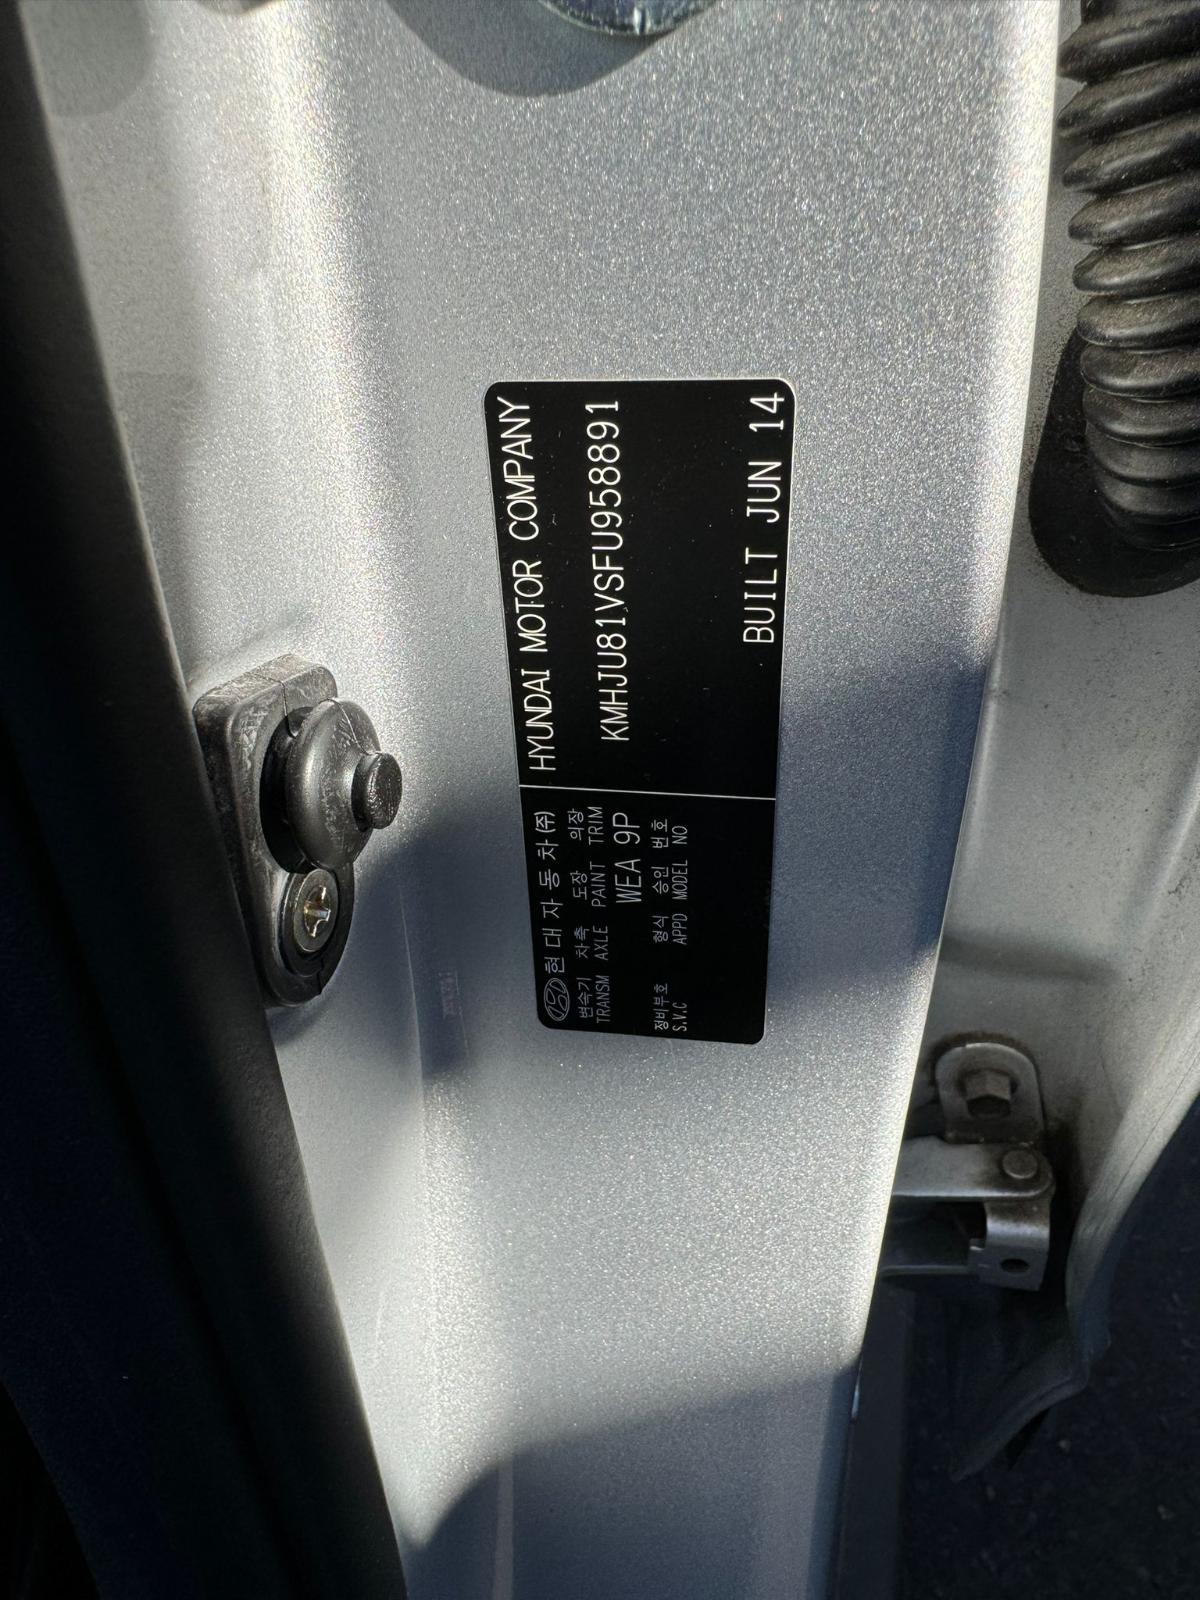 HYUNDAI MOTOR COMPANY
KMHJU81VSFU958891
BUILT JUN 14
현대자동차(주)
변속기 차축 도장 의장
TRANSM AXLE PAINT TRIM
WEA 9P
정비부호 형식 승인 번호
S.V.C APPD MODEL NO